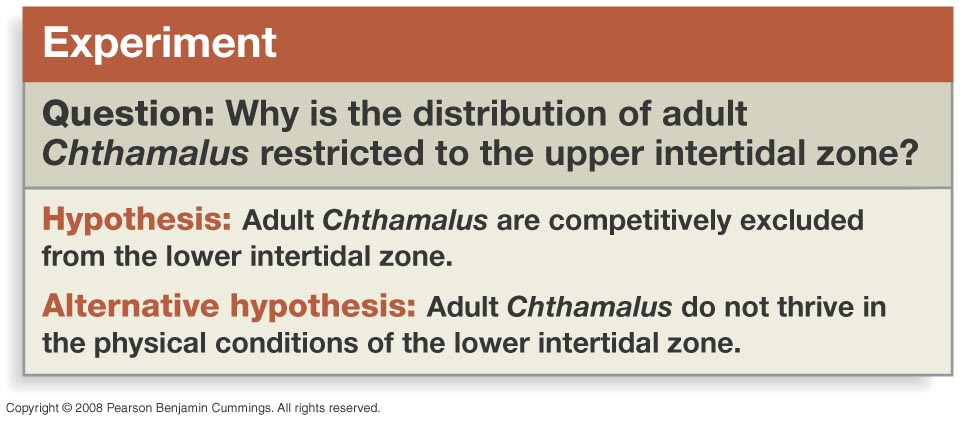 Experiment
Question: Why is the distribution of adult
Chthamalus restricted to the upper intertidal zone?
Hypothesis: Adult Chthamalus are competitively excluded
from the lower intertidal zone.
Alternative hypothesis: Adult Chthamalus do not thrive in
the physical conditions of the lower intertidal zone.
Copyright © 2008 Pearson Benjamin Cummings. All rights reserved.